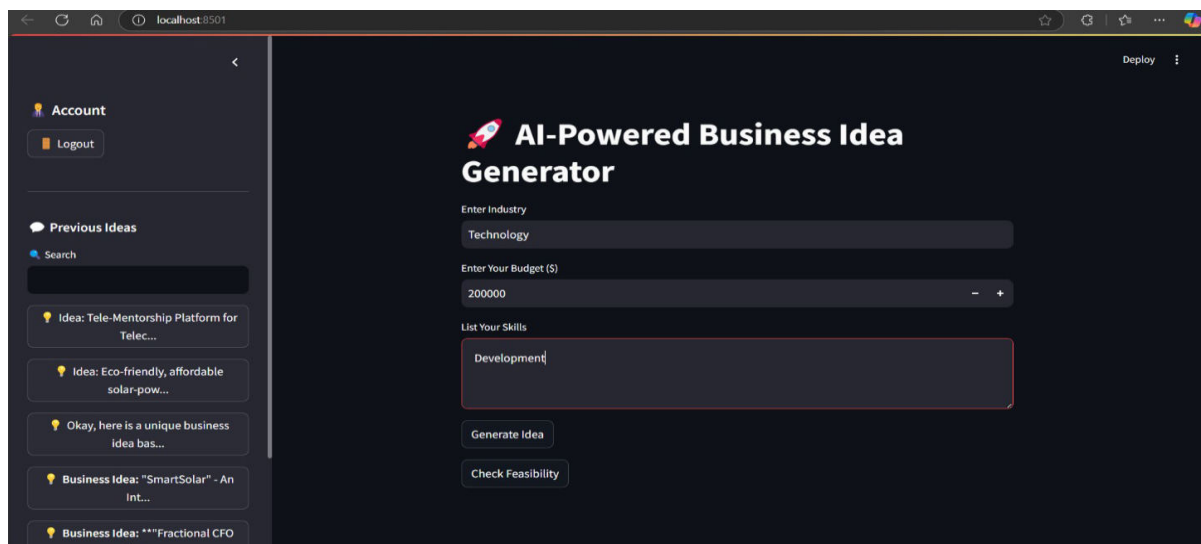 localhost:8501
Deploy
Account
Logout
Previous Ideas
Search
Idea: Tele-Mentorship Platform for
Telec...
Idea: Eco-friendly, affordable
solar-pow...
Okay, here is a unique business
idea bas...
Business Idea: "SmartSolar" - An
Int...
Business Idea: **"Fractional CFO
AI-Powered Business Idea
Generator
Enter Industry
Technology
Enter Your Budget ($)
200000
List Your Skills
Development
Generate Idea
Check Feasibility